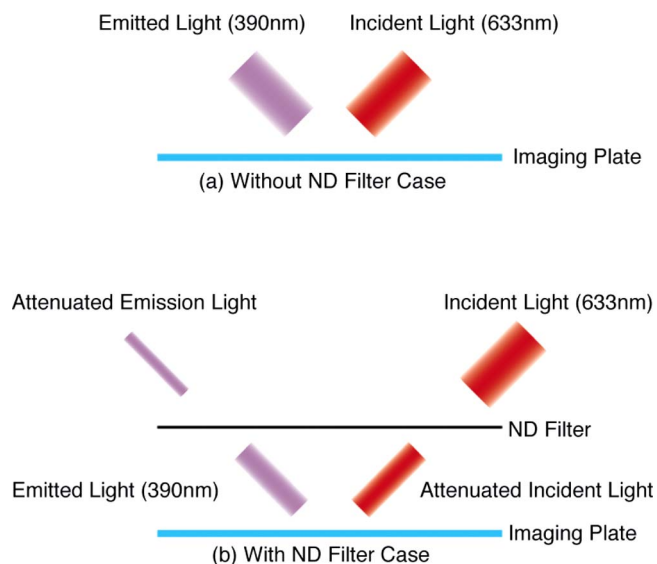 Emitted Light (390nm)
Incident Light (633nm)
Imaging Plate
(a) Without ND Filter Case
Attenuated Emission Light
Incident Light (633nm)
ND Filter
Emitted Light (390nm)
Attenuated Incident Light
Imaging Plate
(b) With ND Filter Case